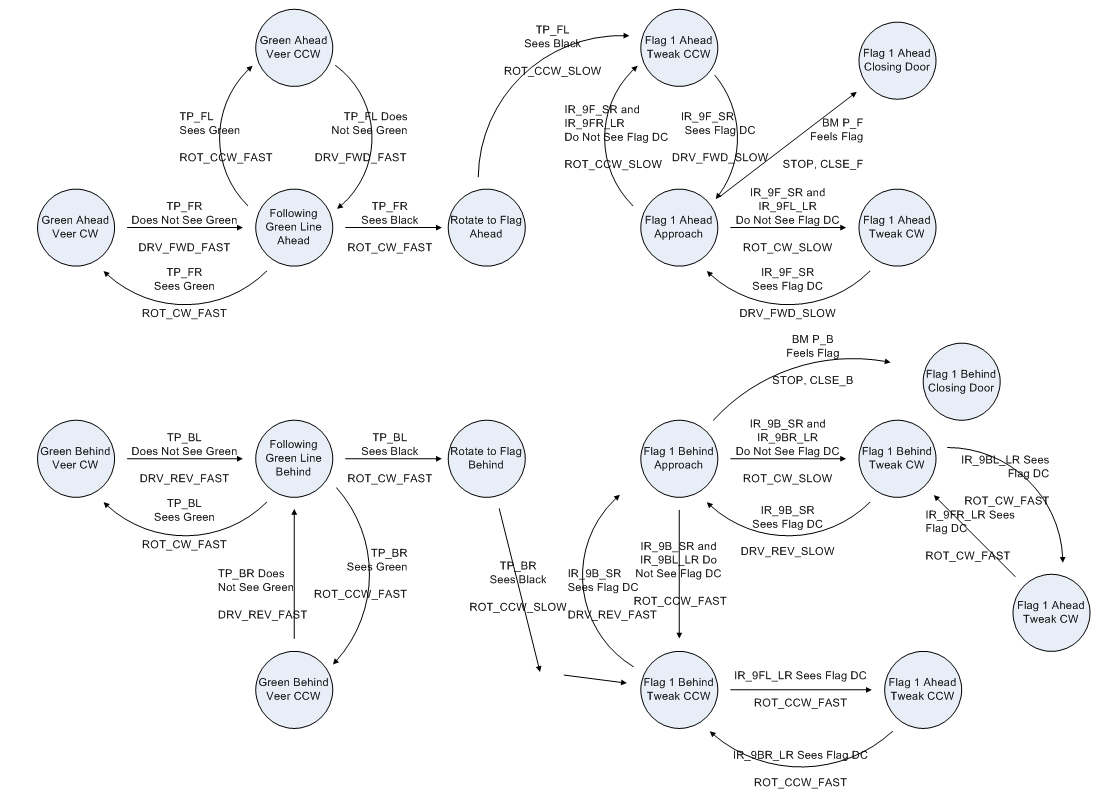 Green Ahead
Veer CCW
TP_FL
Sees Green
ROT_CCW_FAST
TP_FL Does
Not See Green
DRV_FWD_FAST
TP_FL
Sees Black
ROT_CCW_SLOW
Flag 1 Ahead
Tweak CCW
IR_9F_SR and
IR_9FR_LR
Do Not See Flag DC
ROT_CCW_SLOW
IR_9F_SR
Sees Flag DC
DRV_FWD_SLOW
Flag 1 Ahead
Closing Door
BM P_F
Feels Flag
STOP, CLSE_F
Green Ahead
Veer CW
TP_FR
Does Not See Green
DRV_FWD_FAST
TP_FR
Sees Green
ROT_CW_FAST
Following
Green Line
Ahead
TP_FR
Sees Black
ROT_CW_FAST
Rotate to Flag
Ahead
Flag 1 Ahead
Approach
IR_9F_SR and
IR_9FL_LR
Do Not See Flag DC
ROT_CW_SLOW
IR_9F_SR
Sees Flag DC
DRV_FWD_SLOW
Flag 1 Ahead
Tweak CW
BM P_B
Feels Flag
STOP, CLSE_B
Flag 1 Behind
Closing Door
Green Behind
Veer CW
TP_BL
Does Not See Green
DRV_REV_FAST
TP_BL
Sees Green
ROT_CW_FAST
Following
Green Line
Behind
TP_BL
Sees Black
ROT_CW_FAST
Rotate to Flag
Behind
Flag 1 Behind
Approach
IR_9B_SR and
IR_9BR_LR
Do Not See Flag DC
ROT_CW_SLOW
IR_9B_SR
Sees Flag DC
DRV_REV_SLOW
Flag 1 Behind
Tweak CW
IR_9BL_LR Sees
Flag DC
ROT_CW_FAST
IR_9FR_LR Sees
Flag DC
ROT_CW_FAST
Flag 1 Ahead
Tweak CW
TP_BR Does
Not See Green
DRV_REV_FAST
TP_BR
Sees Green
ROT_CCW_FAST
TP_BR
Sees Black
ROT_CCW_SLOW
IR_9B_SR
Sees Flag DC
DRV_REV_FAST
IR_9B_SR and
IR_9BL_LR Do
Not See Flag DC
ROT_CCW_FAST
Green Behind
Veer CCW
Flag 1 Behind
Tweak CCW
IR_9FL_LR Sees Flag DC
ROT_CCW_FAST
Flag 1 Ahead
Tweak CCW
IR_9BR_LR Sees Flag DC
ROT_CCW_FAST